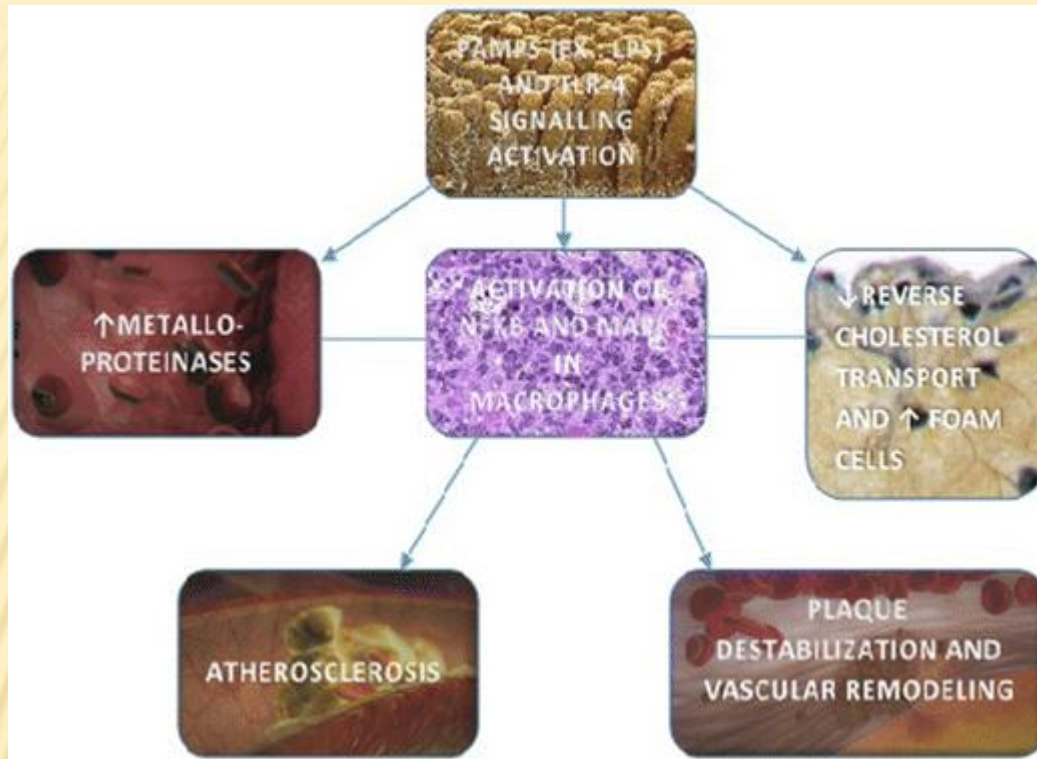 PAMPS (EX : LPS)
AND TLR-4
SIGNALLING
ACTIVATION
↑METALLO-
PROTEINASES
ACTIVATION OF
NFKB AND MAPK
IN
MACROPHAGES
↓REVERSE
CHOLESTEROL
TRANSPORT
AND ↑ FOAM
CELLS
ATHEROSCLEROSIS
PLAQUE
DESTABILIZATION AND
VASCULAR REMODELING